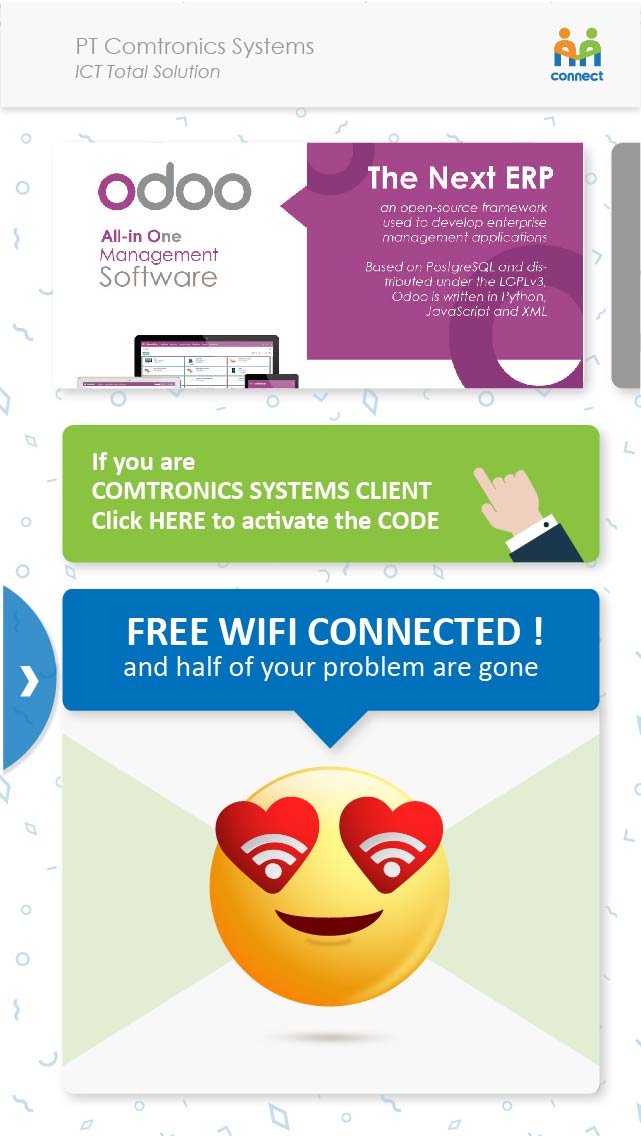 PT Comtronics Systems
ICT Total Solution
connect
odoo
All-in One
Management
Software
The Next ERP
an open-source framework
used to develop enterprise
management applications
Based on PostgreSQL and dis-
tributed under the LGPLv3,
Odoo is written in Python,
JavaScript and XML
If you are
COMTRONICS SYSTEMS CLIENT
Click HERE to activate the CODE
FREE WIFI CONNECTED !
and half of your problem are gone